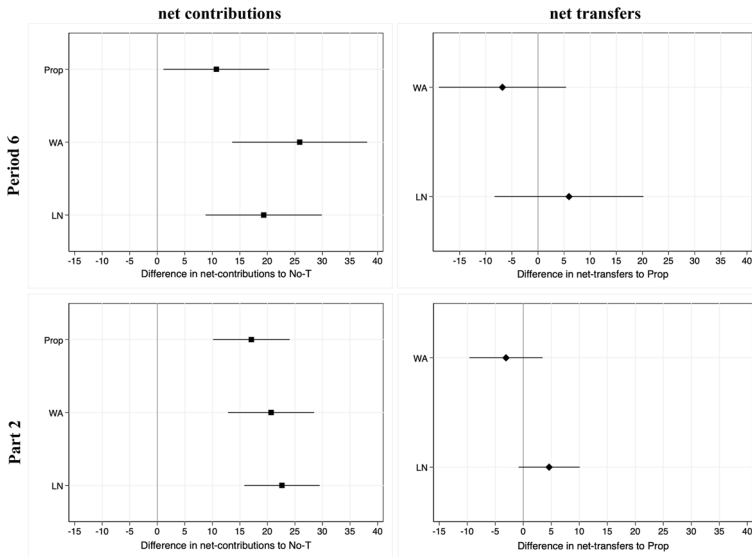 net contributions
net transfers
Period 6
Prop
WA
LN
-15 -10 -5 0 5 10 15 20 25 30 35 40
Difference in net-contributions to No-T
WA
LN
-15 -10 -5 0 5 10 15 20 25 30 35 40
Difference in net-transfers to Prop
Part 2
Prop
WA
LN
-15 -10 -5 0 5 10 15 20 25 30 35 40
Difference in net-contributions to No-T
WA
LN
-15 -10 -5 0 5 10 15 20 25 30 35 40
Difference in net-transfers to Prop